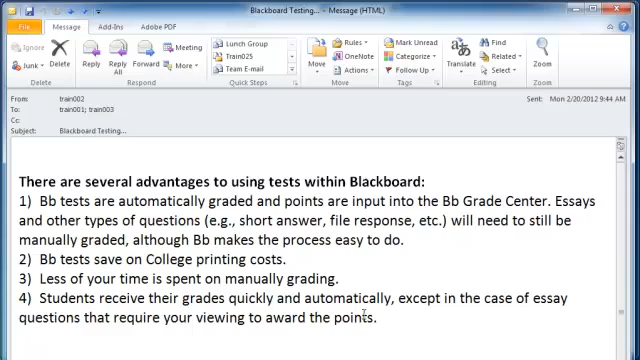 Blackboard Testing... - Message (HTML)
File Message Add-Ins Adobe PDF
Ignore Meeting Lunch Group Rules Mark Unread Find
Junk Delete Reply Reply All Forward More Train025 Move OneNote Categorize Translate Related Zoom
Team E-mail Actions Follow Up Select
Delete Respond Quick Steps Move Tags Editing Zoom
From: train002 Sent: Mon 2/20/2012 9:44 AM
To: train001; train003
Cc:
Subject: Blackboard Testing...
There are several advantages to using tests within Blackboard:
1) Bb tests are automatically graded and points are input into the Bb Grade Center. Essays
and other types of questions (e.g., short answer, file response, etc.) will need to still be
manually graded, although Bb makes the process easy to do.
2) Bb tests save on College printing costs.
3) Less of your time is spent on manually grading.
4) Students receive their grades quickly and automatically, except in the case of essay
questions that require your viewing to award the points.